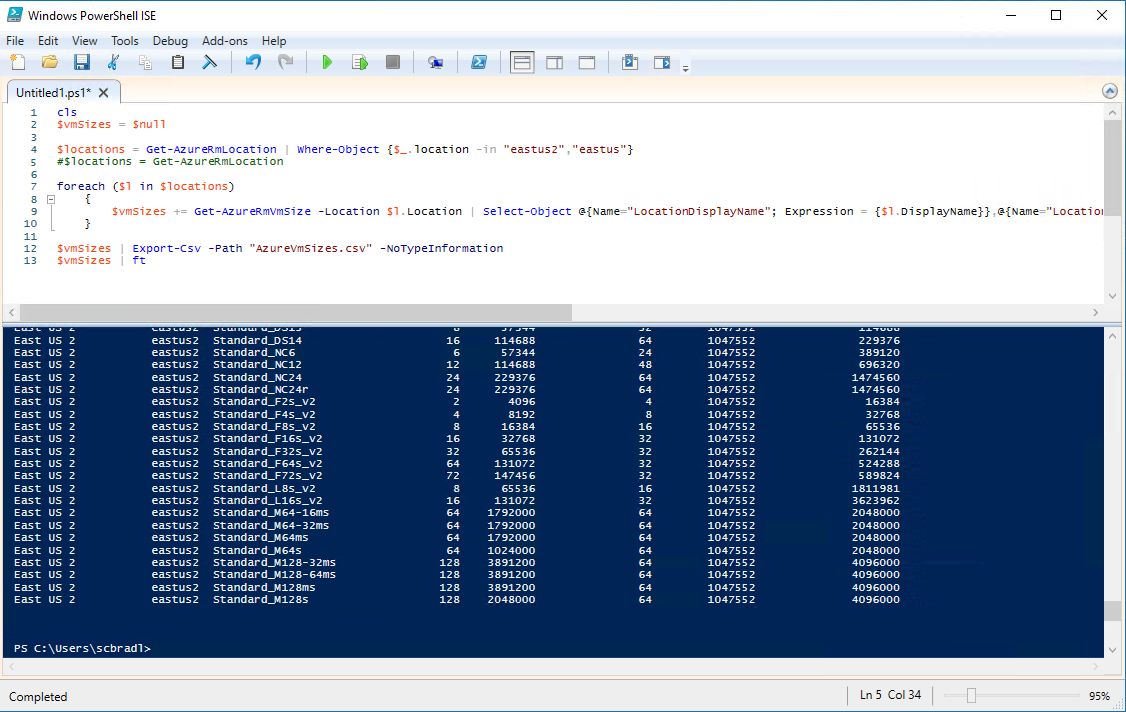 Windows PowerShell ISE
File Edit View Tools Debug Add-ons Help
Untitled1.ps1*
1 cls
2 $vmSizes = $null
3
4 $locations = Get-AzureRmLocation | Where-Object {$_.location -in "eastus2","eastus"}
5 #$locations = Get-AzureRmLocation
6
7 foreach ($l in $locations)
8 {
9 $vmSizes += Get-AzureRmVmSize -Location $l.Location | Select-Object @{Name="LocationDisplayName"; Expression = {$l.DisplayName}},@{Name="Location
10 }
11
12 $vmSizes | Export-Csv -Path "AzureVmSizes.csv" -NoTypeInformation
13 $vmSizes | ft
East US 2 eastus2 Standard_DS13 8 57344 32 1047552 114688
East US 2 eastus2 Standard_DS14 16 114688 64 1047552 229376
East US 2 eastus2 Standard_NC6 6 57344 24 1047552 389120
East US 2 eastus2 Standard_NC12 12 114688 48 1047552 696320
East US 2 eastus2 Standard_NC24 24 229376 64 1047552 1474560
East US 2 eastus2 Standard_NC24r 24 229376 64 1047552 1474560
East US 2 eastus2 Standard_F2s_v2 2 4096 4 1047552 16384
East US 2 eastus2 Standard_F4s_v2 4 8192 8 1047552 32768
East US 2 eastus2 Standard_F8s_v2 8 16384 16 1047552 65536
East US 2 eastus2 Standard_F16s_v2 16 32768 32 1047552 131072
East US 2 eastus2 Standard_F32s_v2 32 65536 32 1047552 262144
East US 2 eastus2 Standard_F64s_v2 64 131072 32 1047552 524288
East US 2 eastus2 Standard_F72s_v2 72 147456 32 1047552 589824
East US 2 eastus2 Standard_L8s_v2 8 65536 16 1047552 1811981
East US 2 eastus2 Standard_L16s_v2 16 131072 32 1047552 3623962
East US 2 eastus2 Standard_M64-16ms 64 1792000 64 1047552 2048000
East US 2 eastus2 Standard_M64-32ms 64 1792000 64 1047552 2048000
East US 2 eastus2 Standard_M64ms 64 1792000 64 1047552 2048000
East US 2 eastus2 Standard_M64s 64 1024000 64 1047552 2048000
East US 2 eastus2 Standard_M128-32ms 128 3891200 64 1047552 4096000
East US 2 eastus2 Standard_M128-64ms 128 3891200 64 1047552 4096000
East US 2 eastus2 Standard_M128ms 128 3891200 64 1047552 4096000
East US 2 eastus2 Standard_M128s 128 2048000 64 1047552 4096000
PS C:\Users\scbradl>
Completed Ln 5 Col 34 95%